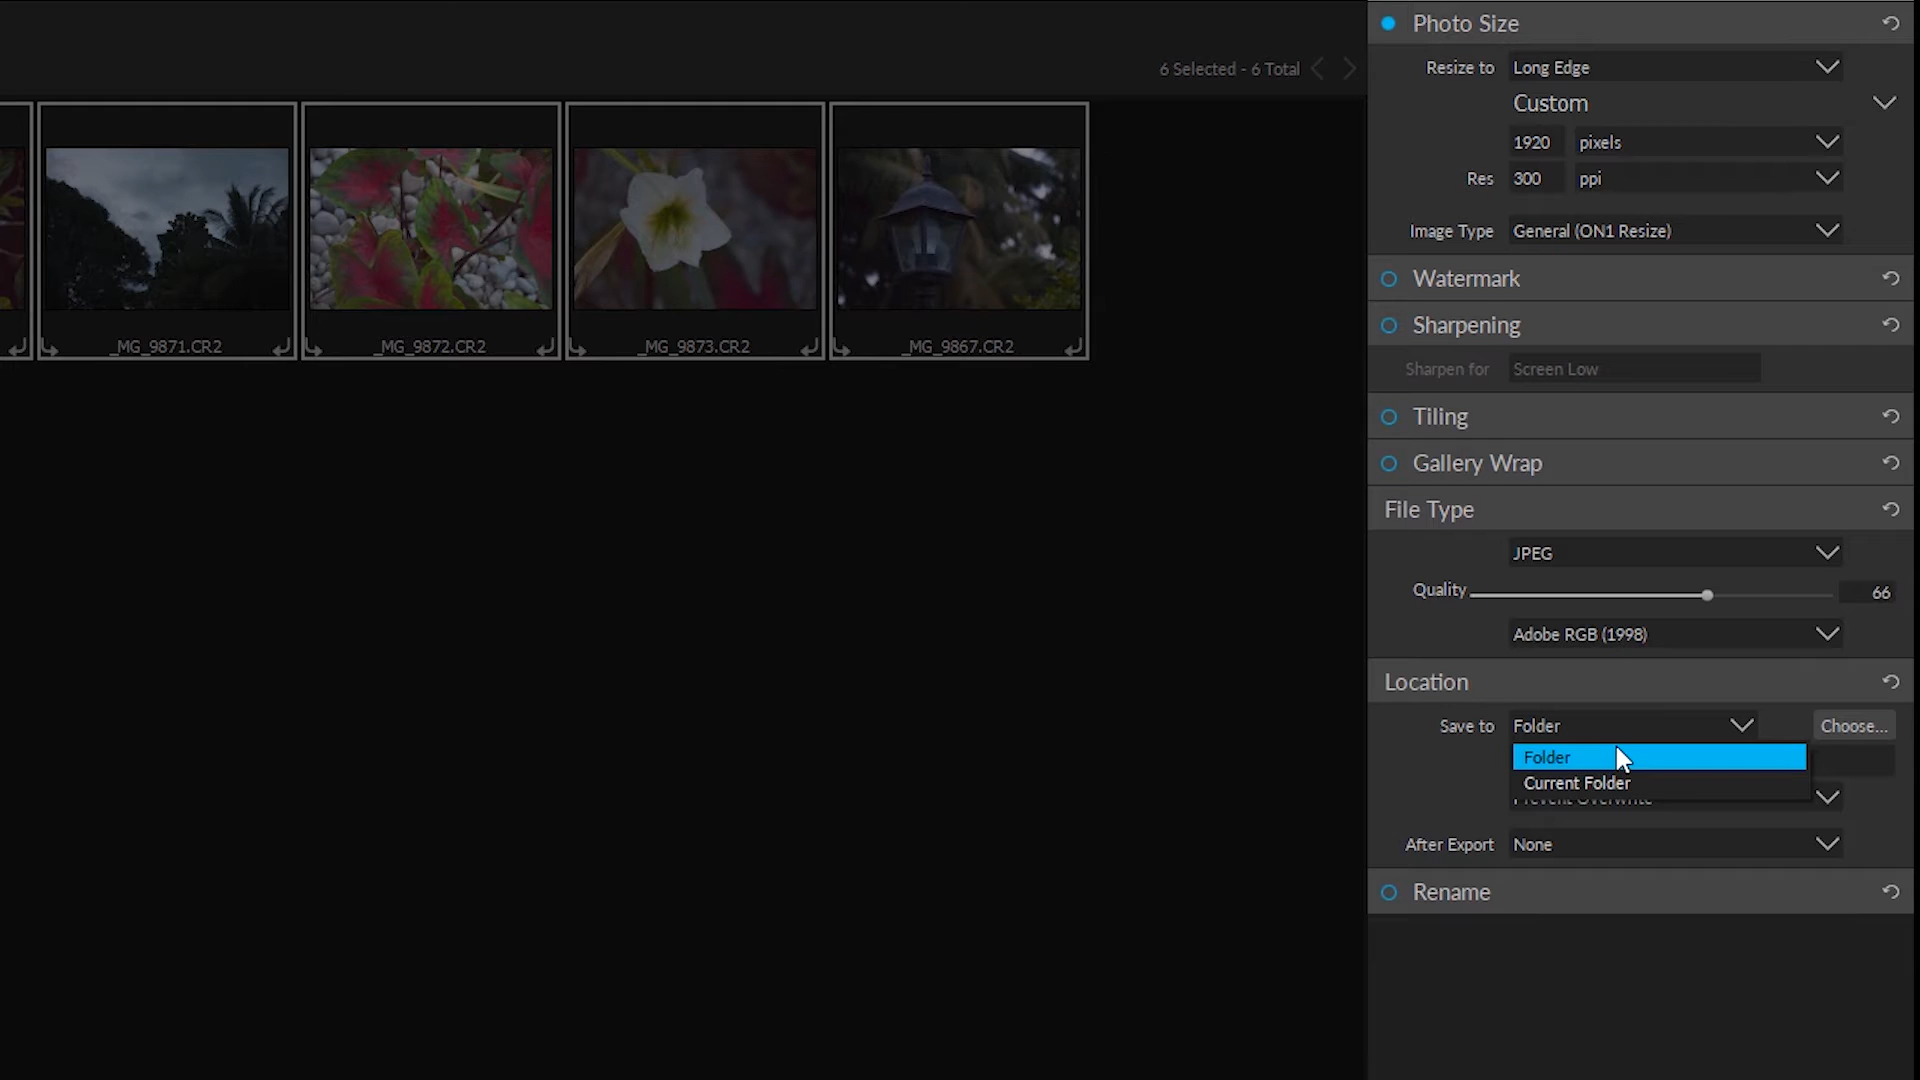 6 Selected - 6 Total
_MG_9871.CR2
_MG_9872.CR2
_MG_9873.CR2
_MG_9867.CR2
Photo Size
Resize to Long Edge
Custom
1920 pixels
Res 300 ppi
Image Type General (ON1 Resize)
Watermark
Sharpening
Sharpen for Screen Low
Tiling
Gallery Wrap
File Type
JPEG
Quality 66
Adobe RGB (1998)
Location
Save to Folder Choose...
Folder
Current Folder
Prevent Overwrite
After Export None
Rename